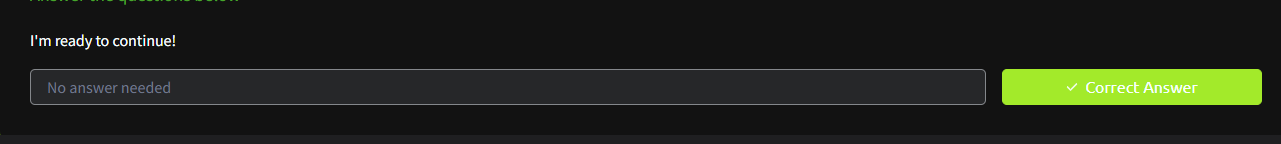 Answer the questions below
I'm ready to continue!
No answer needed
Correct Answer